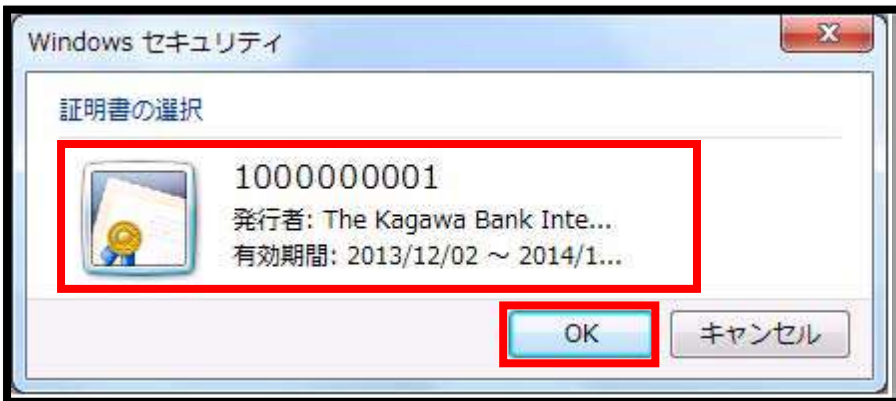 Windows セキュリティ
証明書の選択
1000000001
発行者: The Kagawa Bank Inte...
有効期間: 2013/12/02 ～ 2014/1...
OK
キャンセル